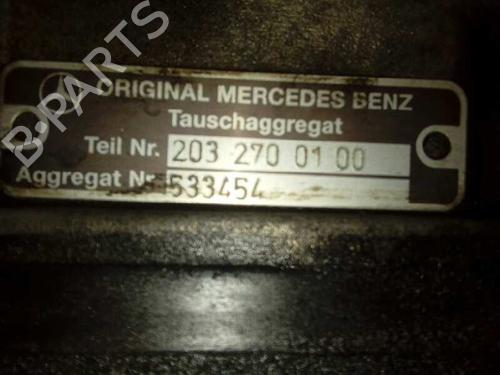 B-PARTS
ORIGINAL MERCEDES BENZ
Tauschaggregat
Teil Nr. 203 270 01 00
Aggregat Nr. 533454